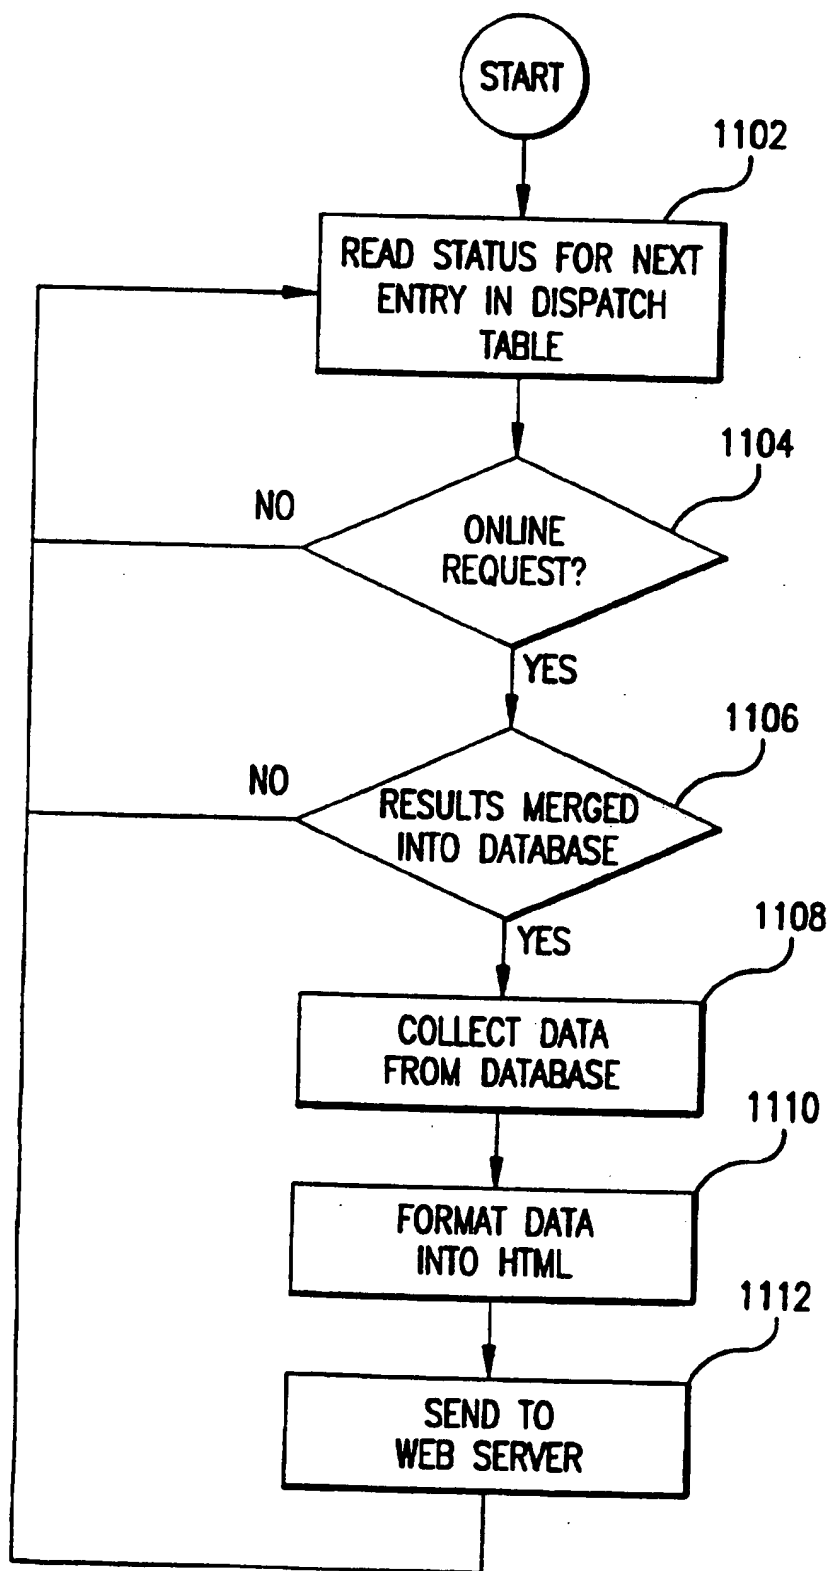 START
1102
READ STATUS FOR NEXT
ENTRY IN DISPATCH
TABLE
1104
NO
ONLINE
REQUEST?
YES
1106
NO
RESULTS MERGED
INTO DATABASE
YES
1108
COLLECT DATA
FROM DATABASE
1110
FORMAT DATA
INTO HTML
1112
SEND TO
WEB SERVER